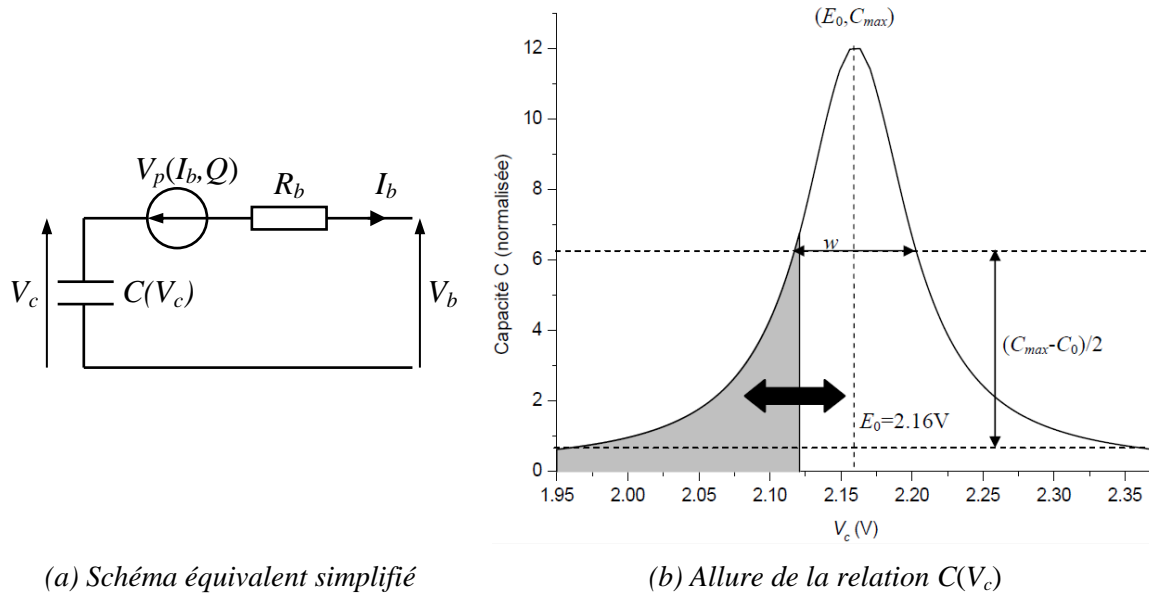 V_p(I_b,Q)
R_b
I_b
V_c
C(V_c)
V_b
(a) Schéma équivalent simplifié
(E_0,C_max)
Capacité C (normalisée)
12
10
8
6
4
2
0
w
(C_max-C_0)/2
E_0=2.16V
1.95
2.00
2.05
2.10
2.15
2.20
2.25
2.30
2.35
V_c (V)
(b) Allure de la relation C(V_c)